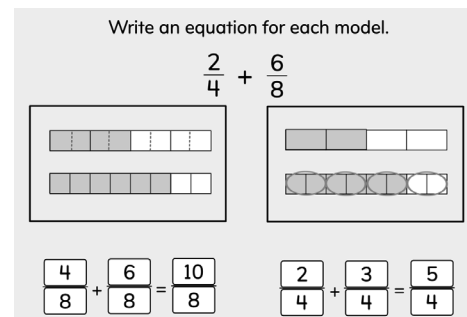 Write an equation for each model.
2/4 + 6/8
4/8 + 6/8 = 10/8
2/4 + 3/4 = 5/4